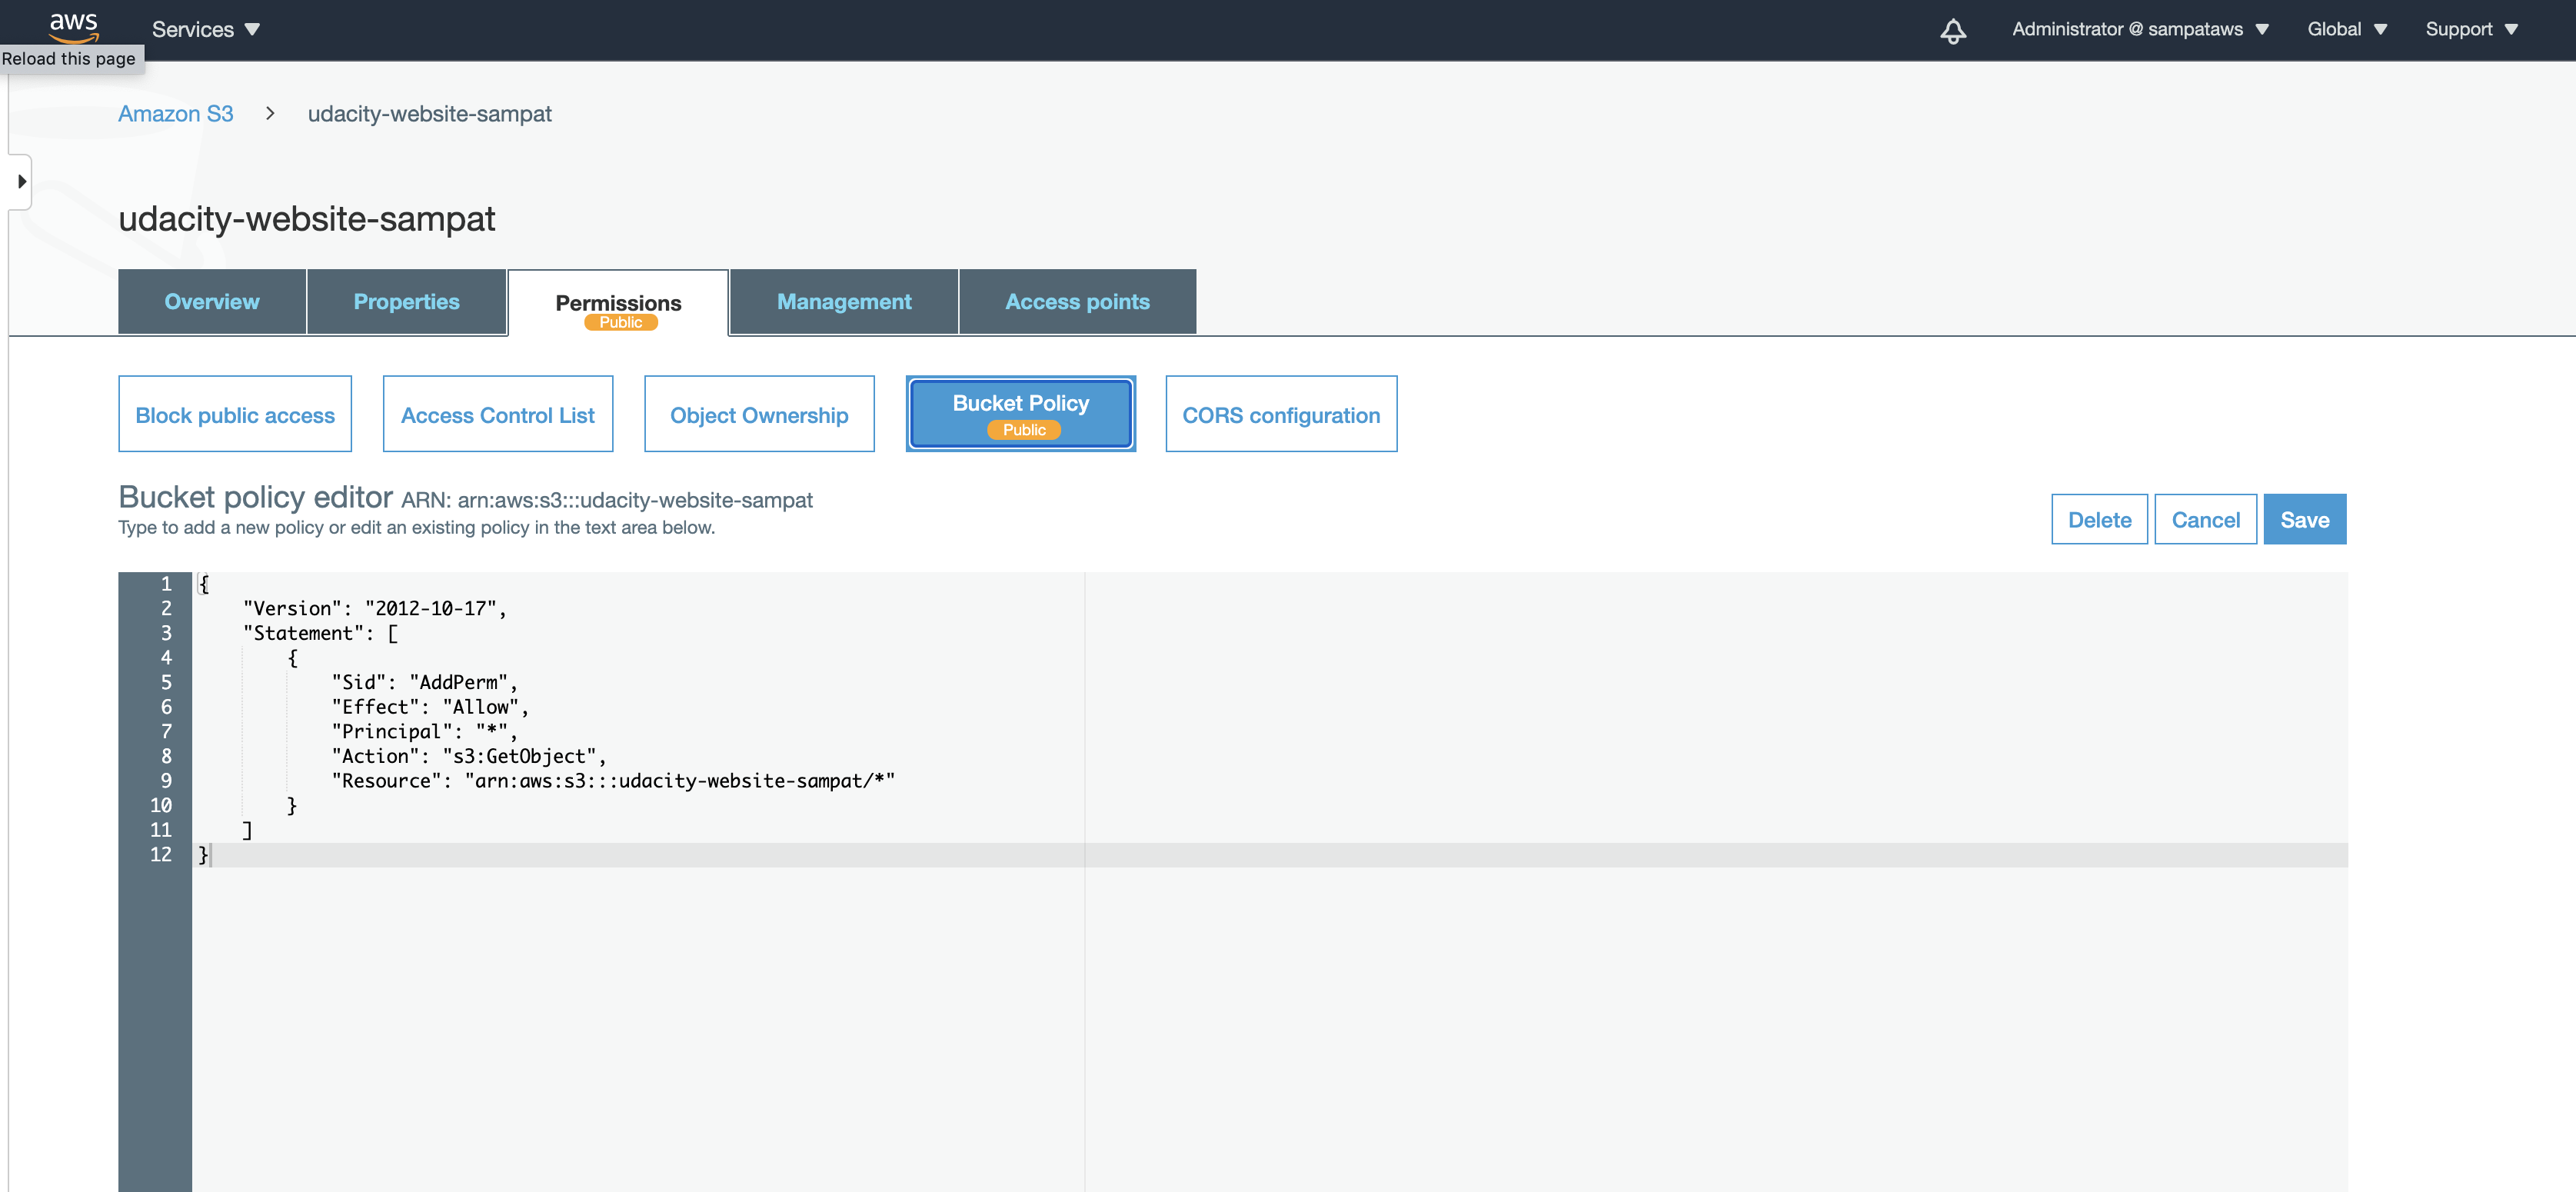 aws Services Administrator @ sampataws Global Support
Reload this page
Amazon S3 > udacity-website-sampat
udacity-website-sampat
Overview Properties Permissions Management Access points
Public
Block public access Access Control List Object Ownership Bucket Policy CORS configuration
Public
Bucket policy editor ARN: arn:aws:s3:::udacity-website-sampat
Type to add a new policy or edit an existing policy in the text area below.
Delete Cancel Save
1 {
2 "Version": "2012-10-17",
3 "Statement": [
4 {
5 "Sid": "AddPerm",
6 "Effect": "Allow",
7 "Principal": "*",
8 "Action": "s3:GetObject",
9 "Resource": "arn:aws:s3:::udacity-website-sampat/*"
10 }
11 ]
12 }